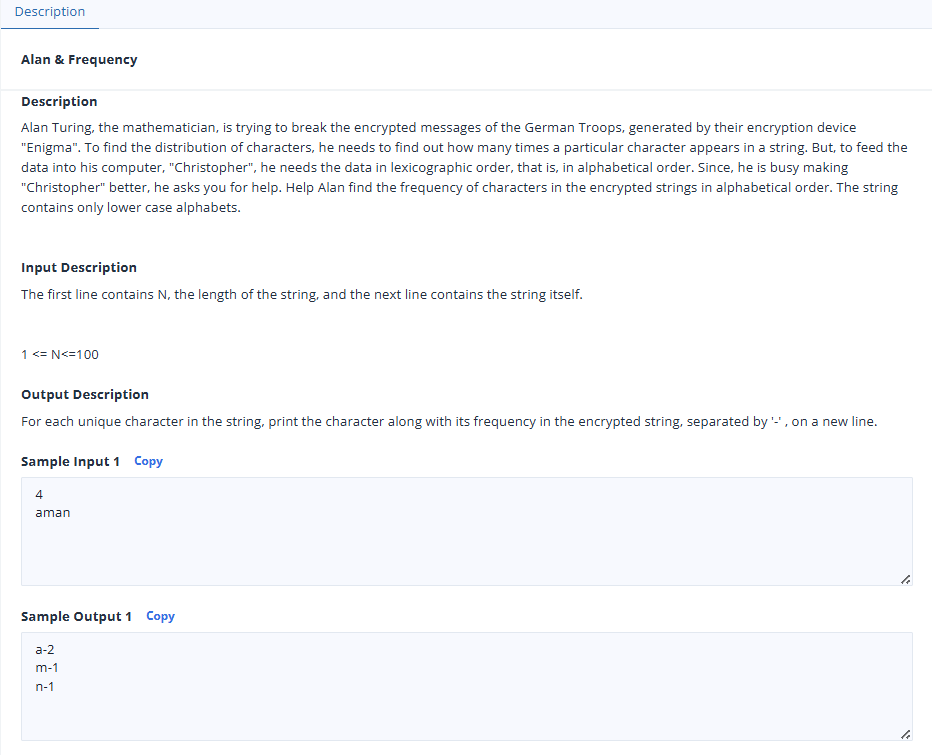 Description
Alan & Frequency
Description
Alan Turing, the mathematician, is trying to break the encrypted messages of the German Troops, generated by their encryption device
"Enigma". To find the distribution of characters, he needs to find out how many times a particular character appears in a string. But, to feed the
data into his computer, "Christopher", he needs the data in lexicographic order, that is, in alphabetical order. Since, he is busy making
"Christopher" better, he asks you for help. Help Alan find the frequency of characters in the encrypted strings in alphabetical order. The string
contains only lower case alphabets.
Input Description
The first line contains N, the length of the string, and the next line contains the string itself.
1 <= N<=100
Output Description
For each unique character in the string, print the character along with its frequency in the encrypted string, separated by '-' , on a new line.
Sample Input 1 Copy
4
aman
Sample Output 1 Copy
a-2
m-1
n-1